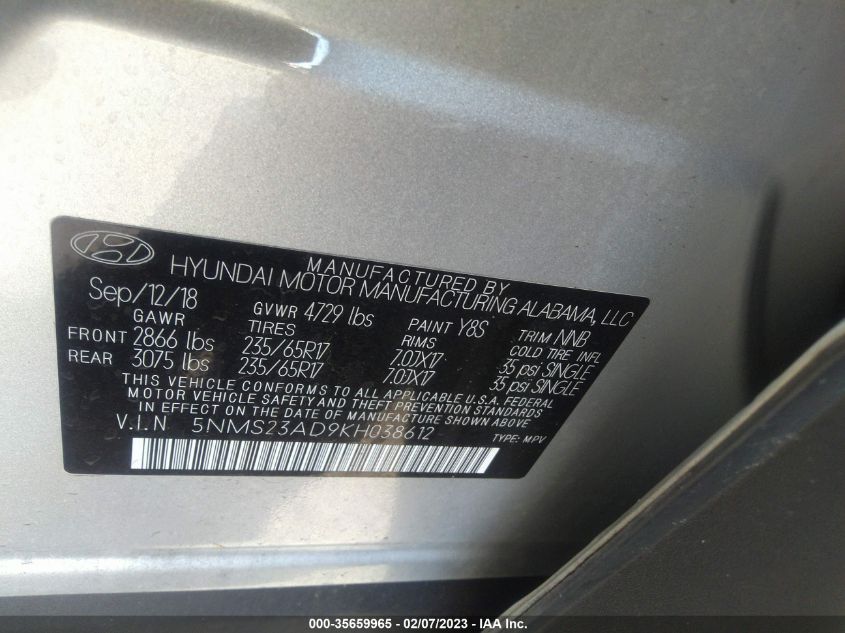 MANUFACTURED BY
HYUNDAI MOTOR MANUFACTURING ALABAMA, LLC
Sep/12/18 GVWR 4729 lbs PAINT Y8S TRIM NNB
GAWR TIRES RIMS COLD TIRE INFL
FRONT 2866 lbs 235/65R17 7.0JX17 35 psi SINGLE
REAR 3075 lbs 235/65R17 7.0JX17 35 psi SINGLE
THIS VEHICLE CONFORMS TO ALL APPLICABLE U.S.A. FEDERAL
MOTOR VEHICLE SAFETY AND THEFT PREVENTION STANDARDS
IN EFFECT ON THE DATE OF MANUFACTURE SHOWN ABOVE
V.I.N 5NMS23AD9KH038612 TYPE: MPV
000-35659965 - 02/07/2023 - © IAA Inc.